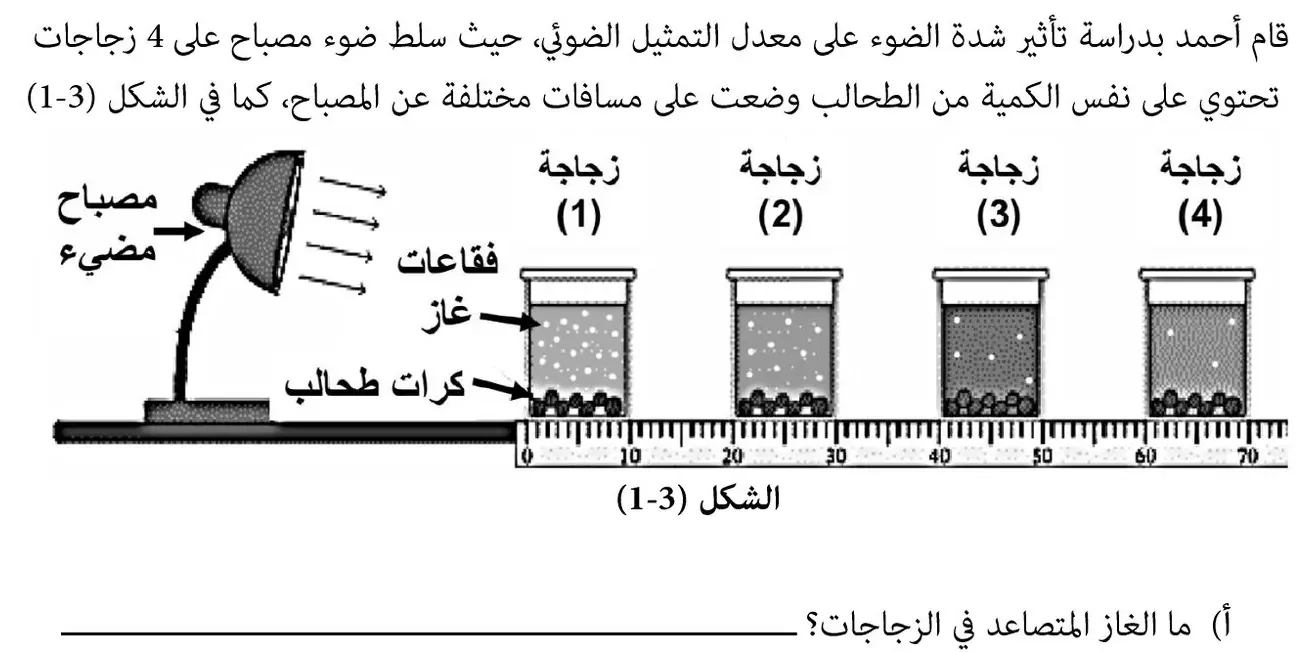 قام أحمد بدراسة تأثير شدة الضوء على معدل التمثيل الضوئي، حيث سلط ضوء مصباح على 4 زجاجات
تحتوي على نفس الكمية من الطحالب وضعت على مسافات مختلفة عن المصباح، كما في الشكل (3-1)
زجاجة
(1)
زجاجة
(2)
زجاجة
(3)
زجاجة
(4)
مصباح
مضيء
فقاعات
غاز
كرات طحالب
0 10 20 30 40 50 60 70
الشكل (3-1)
أ) ما الغاز المتصاعد في الزجاجات؟